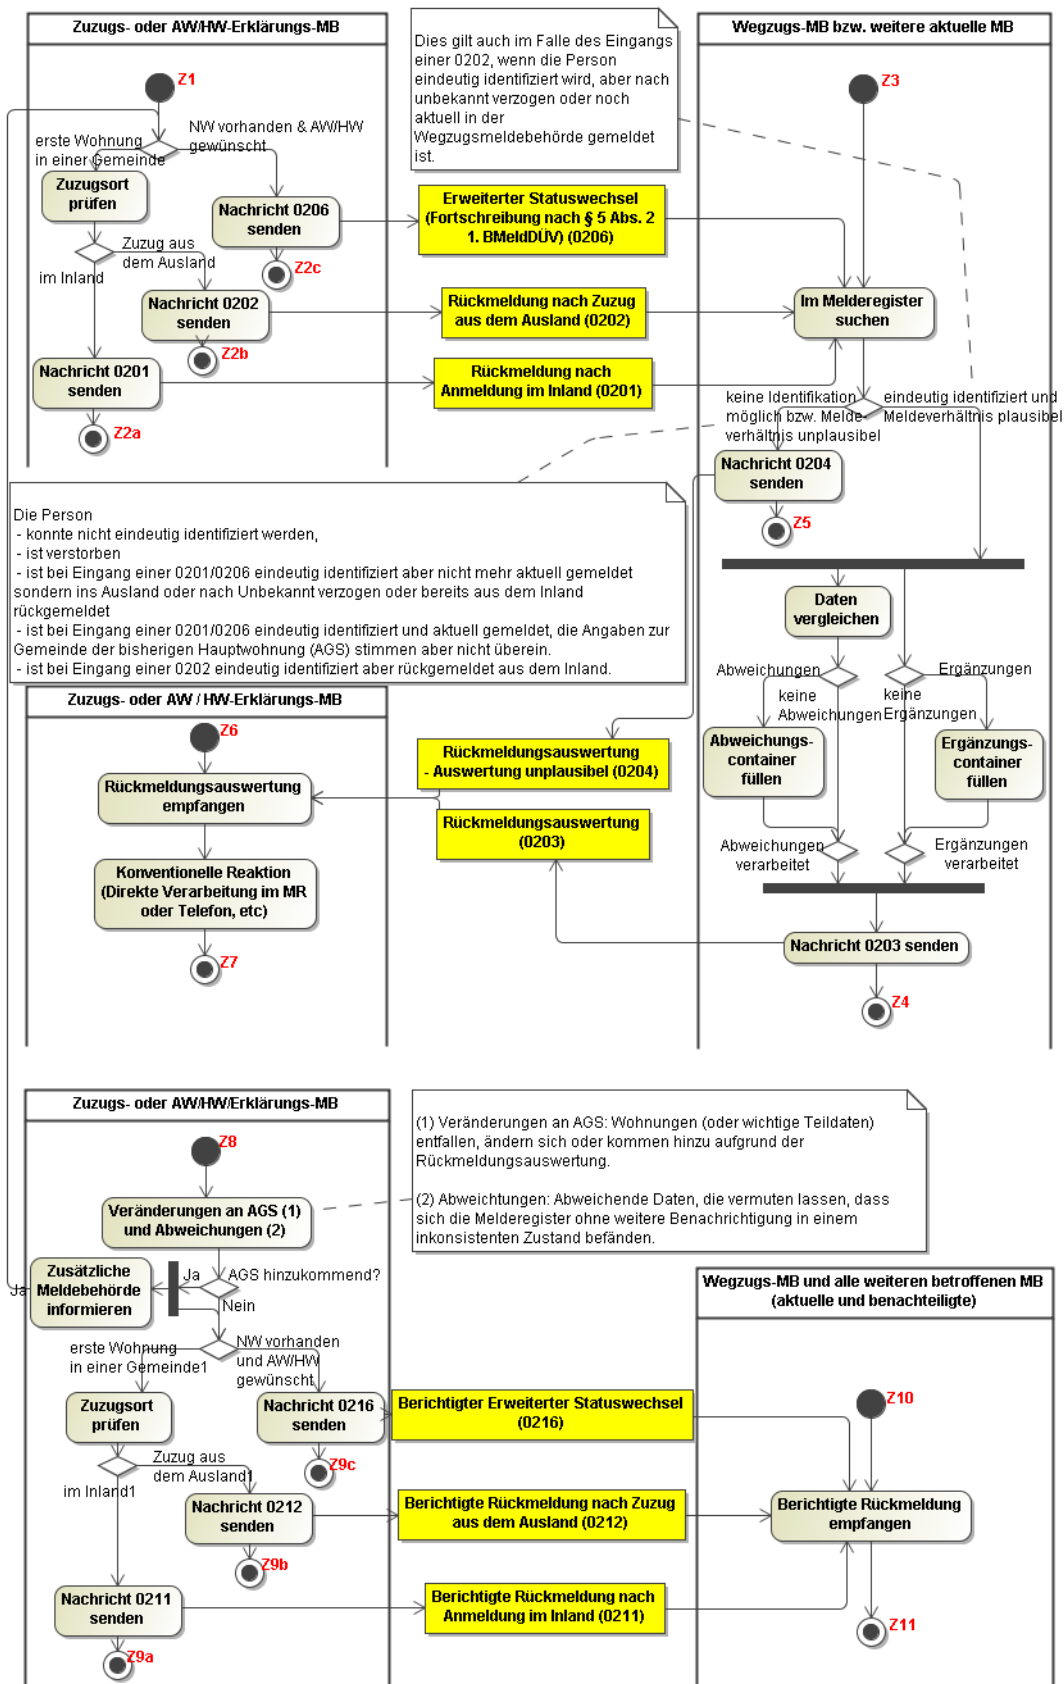 Zuzugs- oder AW/HW-Erklärungs-MB
Z1
erste Wohnung
in einer Gemeinde
NW vorhanden & AW/HW
gewünscht
Zuzugsort
prüfen
Nachricht 0206
senden
Z2c
Zuzug aus
dem Ausland
im Inland
Nachricht 0202
senden
Z2b
Nachricht 0201
senden
Z2a
Dies gilt auch im Falle des Eingangs
einer 0202, wenn die Person
eindeutig identifiziert wird, aber nach
unbekannt verzogen oder noch
aktuell in der
Wegzugsmeldebehörde gemeldet
ist.
Erweiterter Statuswechsel
(Fortschreibung nach § 5 Abs. 2
1. BMeldDÜV) (0206)
Rückmeldung nach Zuzug
aus dem Ausland (0202)
Rückmeldung nach
Anmeldung im Inland (0201)
Wegzugs-MB bzw. weitere aktuelle MB
Z3
Im Melderegister
suchen
keine Identifikation
möglich bzw. Melde-
verhältnis unplausibel
eindeutig identifiziert und
Meldeverhältnis plausibel
Nachricht 0204
senden
Z5
Die Person
- konnte nicht eindeutig identifiziert werden,
- ist verstorben
- ist bei Eingang einer 0201/0206 eindeutig identifiziert aber nicht mehr aktuell gemeldet
sondern ins Ausland oder nach Unbekannt verzogen oder bereits aus dem Inland
rückgemeldet
- ist bei Eingang einer 0201/0206 eindeutig identifiziert und aktuell gemeldet, die Angaben zur
Gemeinde der bisherigen Hauptwohnung (AGS) stimmen aber nicht überein.
- ist bei Eingang einer 0202 eindeutig identifiziert aber rückgemeldet aus dem Inland.
Daten
vergleichen
Abweichungen
keine
Abweichungen
keine
Ergänzungen
Ergänzungen
Abweichungs-
container
füllen
Ergänzungs-
container
füllen
Abweichungen
verarbeitet
Ergänzungen
verarbeitet
Nachricht 0203 senden
Z4
Zuzugs- oder AW / HW-Erklärungs-MB
Z6
Rückmeldungsauswertung
empfangen
Konventionelle Reaktion
(Direkte Verarbeitung im MR
oder Telefon, etc)
Z7
Rückmeldungsauswertung
- Auswertung unplausibel (0204)
Rückmeldungsauswertung
(0203)
Zuzugs- oder AW/HW/Erklärungs-MB
Z8
Veränderungen an AGS (1)
und Abweichungen (2)
(1) Veränderungen an AGS: Wohnungen (oder wichtige Teildaten)
entfallen, ändern sich oder kommen hinzu aufgrund der
Rückmeldungsauswertung.
(2) Abweichtungen: Abweichende Daten, die vermuten lassen, dass
sich die Melderegister ohne weitere Benachrichtigung in einem
inkonsistenten Zustand befänden.
Ja
Zusätzliche
Meldebehörde
informieren
Ja
AGS hinzukommend?
Nein
erste Wohnung
in einer Gemeinde1
NW vorhanden
und AW/HW
gewünscht
Zuzugsort
prüfen
Nachricht 0216
senden
Z9c
Zuzug aus
dem Ausland1
im Inland1
Nachricht 0212
senden
Z9b
Nachricht 0211
senden
Z9a
Berichtigter Erweiterter Statuswechsel
(0216)
Berichtigte Rückmeldung nach Zuzug
aus dem Ausland (0212)
Berichtigte Rückmeldung nach
Anmeldung im Inland (0211)
Wegzugs-MB und alle weiteren betroffenen MB
(aktuelle und benachteiligte)
Z10
Berichtigte Rückmeldung
empfangen
Z11